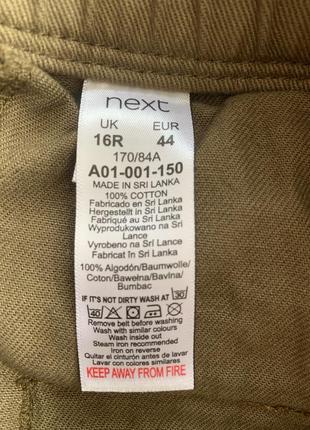 next
UK EUR
16R 44
170/84A
A01-001-150
MADE IN SRI LANKA
100% COTTON
Fabricado en Sri Lanka
Hergestellt in Sri Lanka
Fabriqué au Sri Lanka
Wyprodukowano na Sri
Lance
Vyrobeno na Sri Lance
Fabricat în Sri Lanka
100% Algodón/Baumwolle/
Coton/Bawełna/Bavlna/
Bumbac
IF IT'S NOT DIRTY WASH AT 30
40
Remove belt before washing
Wash with similar colours
Wash inside out
Steam iron recommended
Iron on reverse
Quitar el cinturón antes de lavar
Lavar con colores similares
KEEP AWAY FROM FIRE